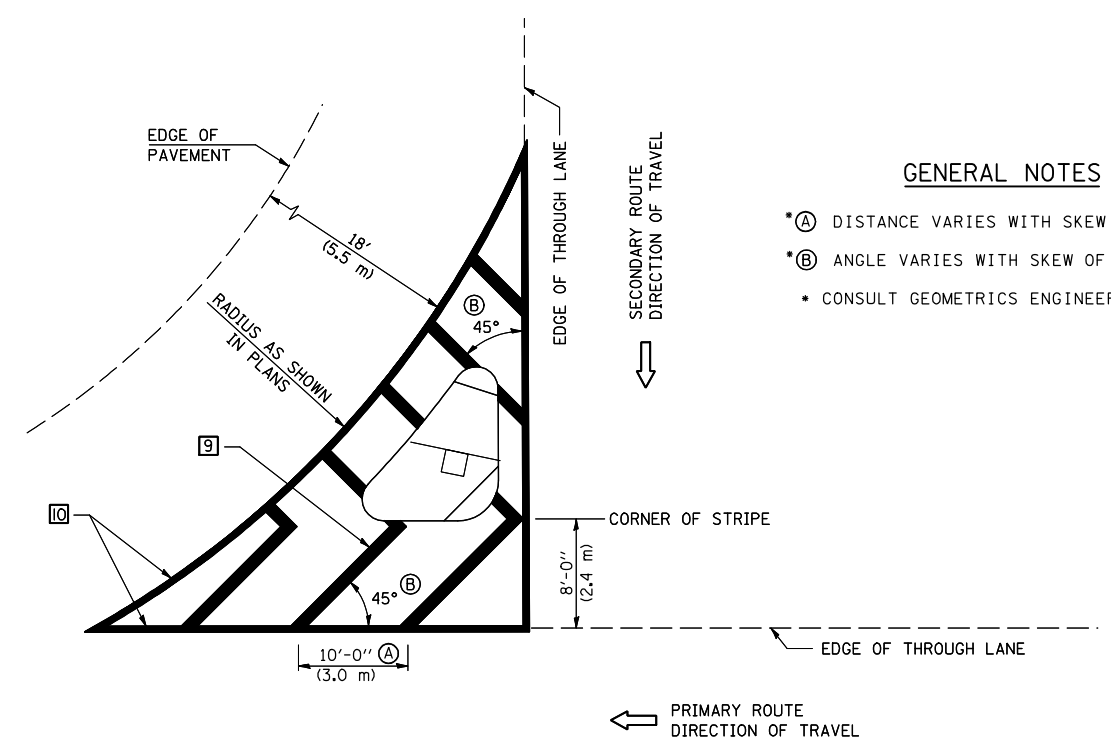 EDGE OF
PAVEMENT
18'
(5.5 m)
RADIUS AS SHOWN
IN PLANS
EDGE OF THROUGH LANE
SECONDARY ROUTE
DIRECTION OF TRAVEL
GENERAL NOTES
*Ⓐ DISTANCE VARIES WITH SKEW
*Ⓑ ANGLE VARIES WITH SKEW OF
* CONSULT GEOMETRICS
Ⓑ
45°
9
10
CORNER OF STRIPE
8'-0"
(2.4 m)
45° Ⓑ
10'-0" Ⓐ
(3.0 m)
EDGE OF THROUGH LANE
PRIMARY ROUTE
DIRECTION OF TRAVEL